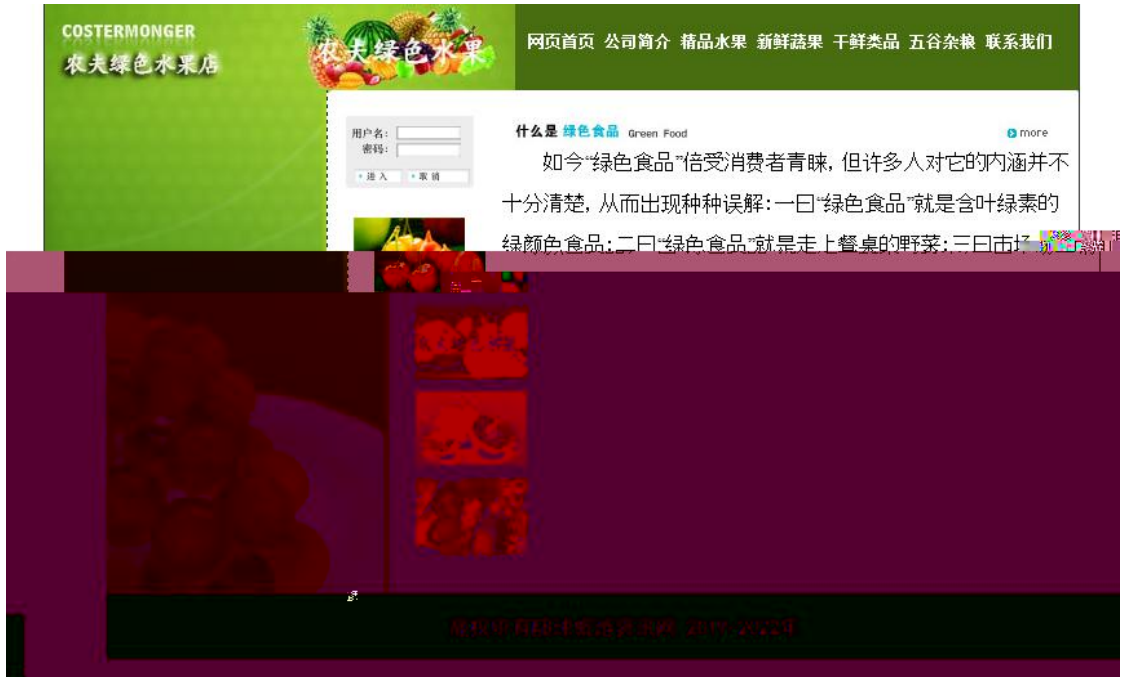 COSTERMONGER
农夫绿色水果店
农夫绿色水果
网页首页 公司简介 精品水果 新鲜蔬果 干鲜类品 五谷杂粮 联系我们
用户名:
密码:
进入 取消
什么是 绿色食品 Green Food
more
如今“绿色食品”倍受消费者青睐,但许多人对它的内涵并不
十分清楚,从而出现种种误解:一曰“绿色食品”就是含叶绿素的
绿颜色食品;二曰“绿色食品”就是走上餐桌的野菜;三曰市场